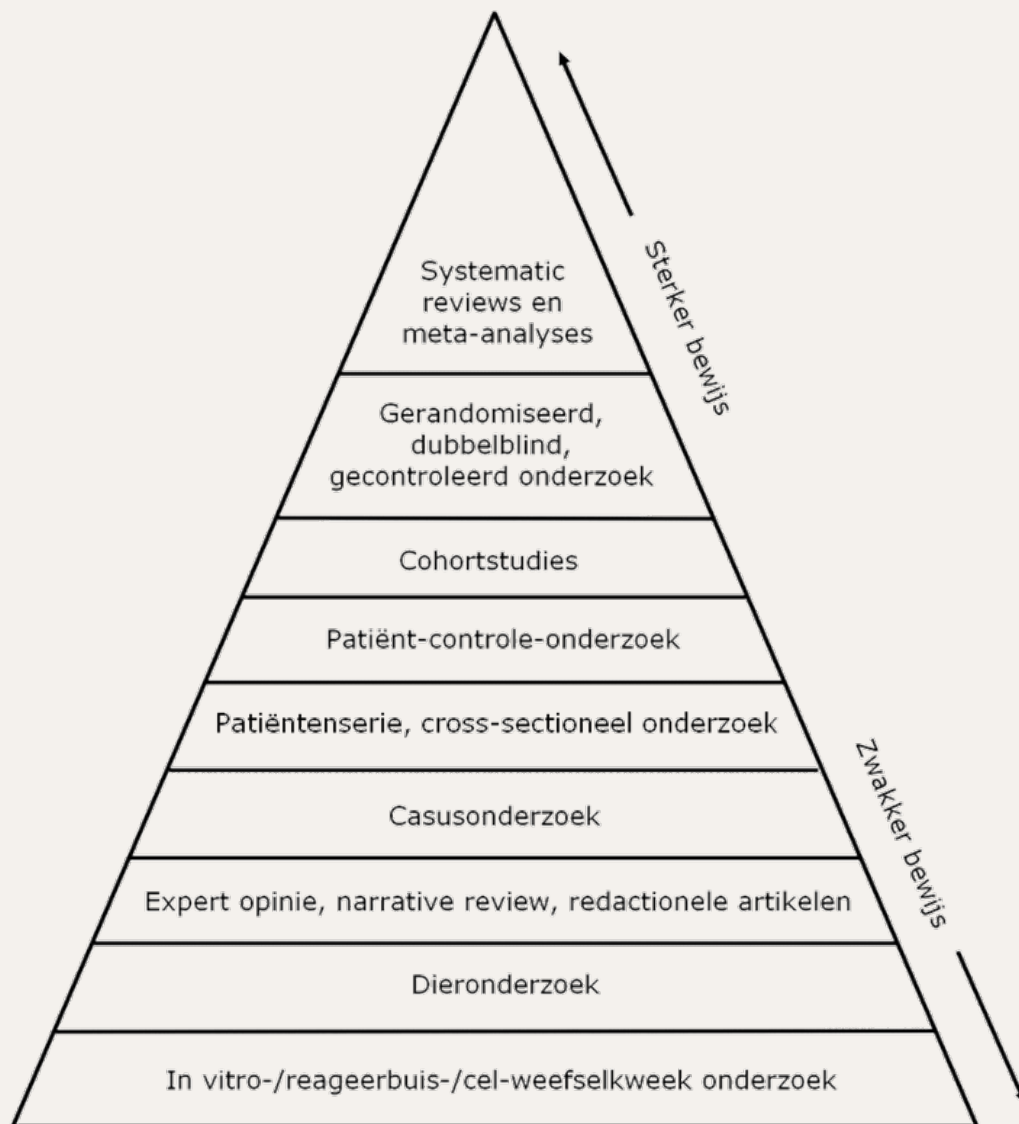 Systematic
reviews en
meta-analyses
Sterker bewijs
Gerandomiseerd,
dubbelblind,
gecontroleerd onderzoek
Cohortstudies
Patiënt-controle-onderzoek
Patiëntenserie, cross-sectioneel onderzoek
Casusonderzoek
Zwakker bewijs
Expert opinie, narrative review, redactionele artikelen
Dieronderzoek
In vitro-/reageerbuis-/cel-weefselkweek onderzoek